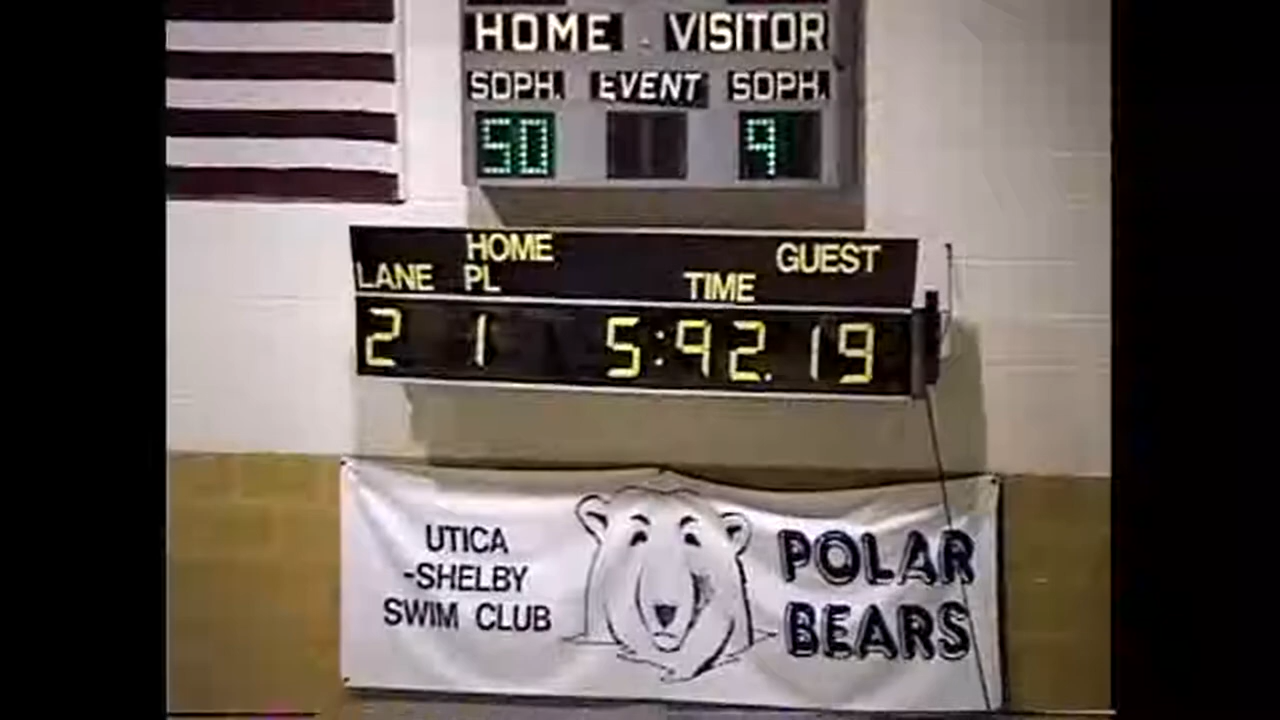 HOME VISITOR
SOPH. EVENT SOPH.
50 9
HOME GUEST
LANE PL TIME
2 1 5:42.19
UTICA
-SHELBY
SWIM CLUB
POLAR
BEARS